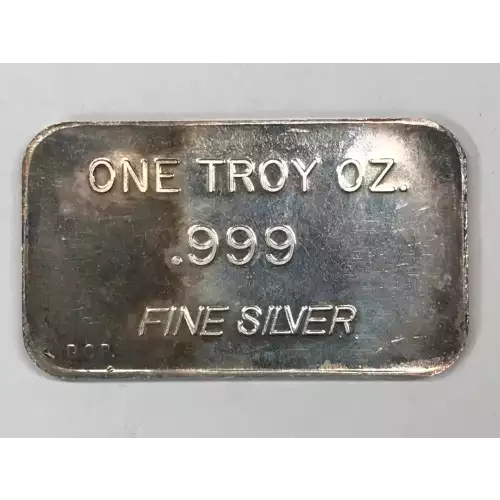 ONE TROY OZ.
.999
FINE SILVER